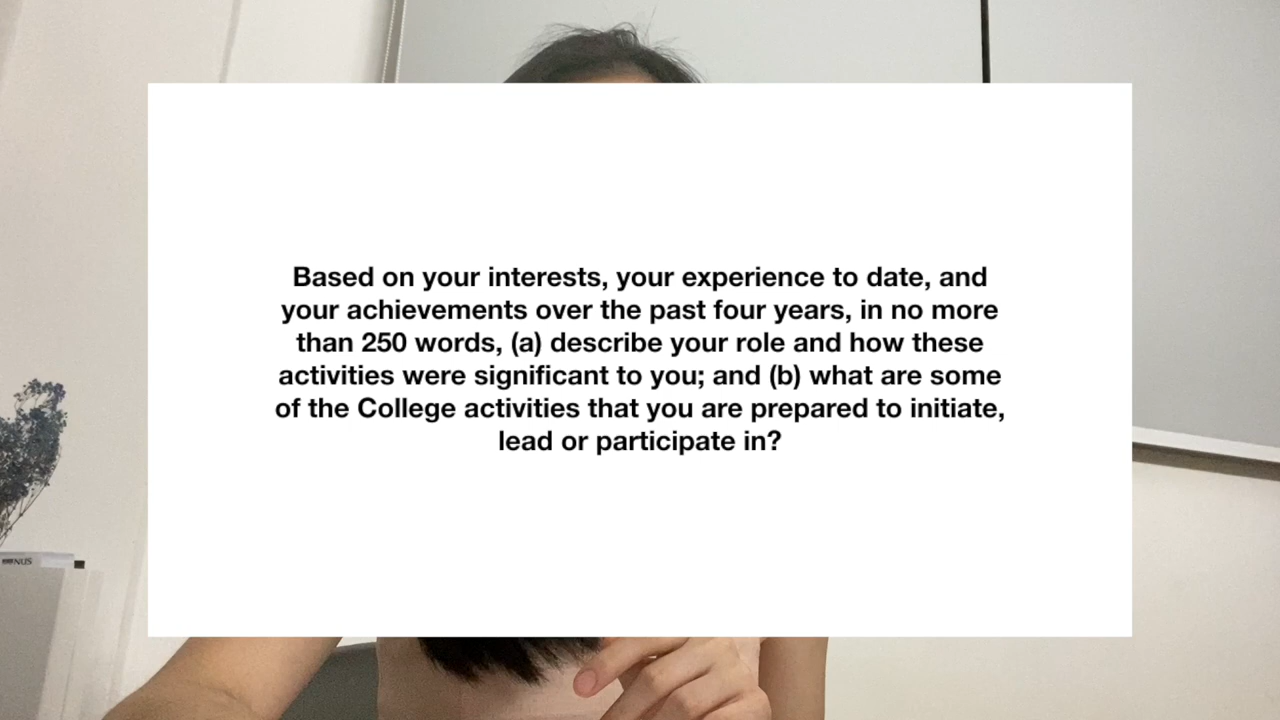 Based on your interests, your experience to date, and
your achievements over the past four years, in no more
than 250 words, (a) describe your role and how these
activities were significant to you; and (b) what are some
of the College activities that you are prepared to initiate,
lead or participate in?
NUS